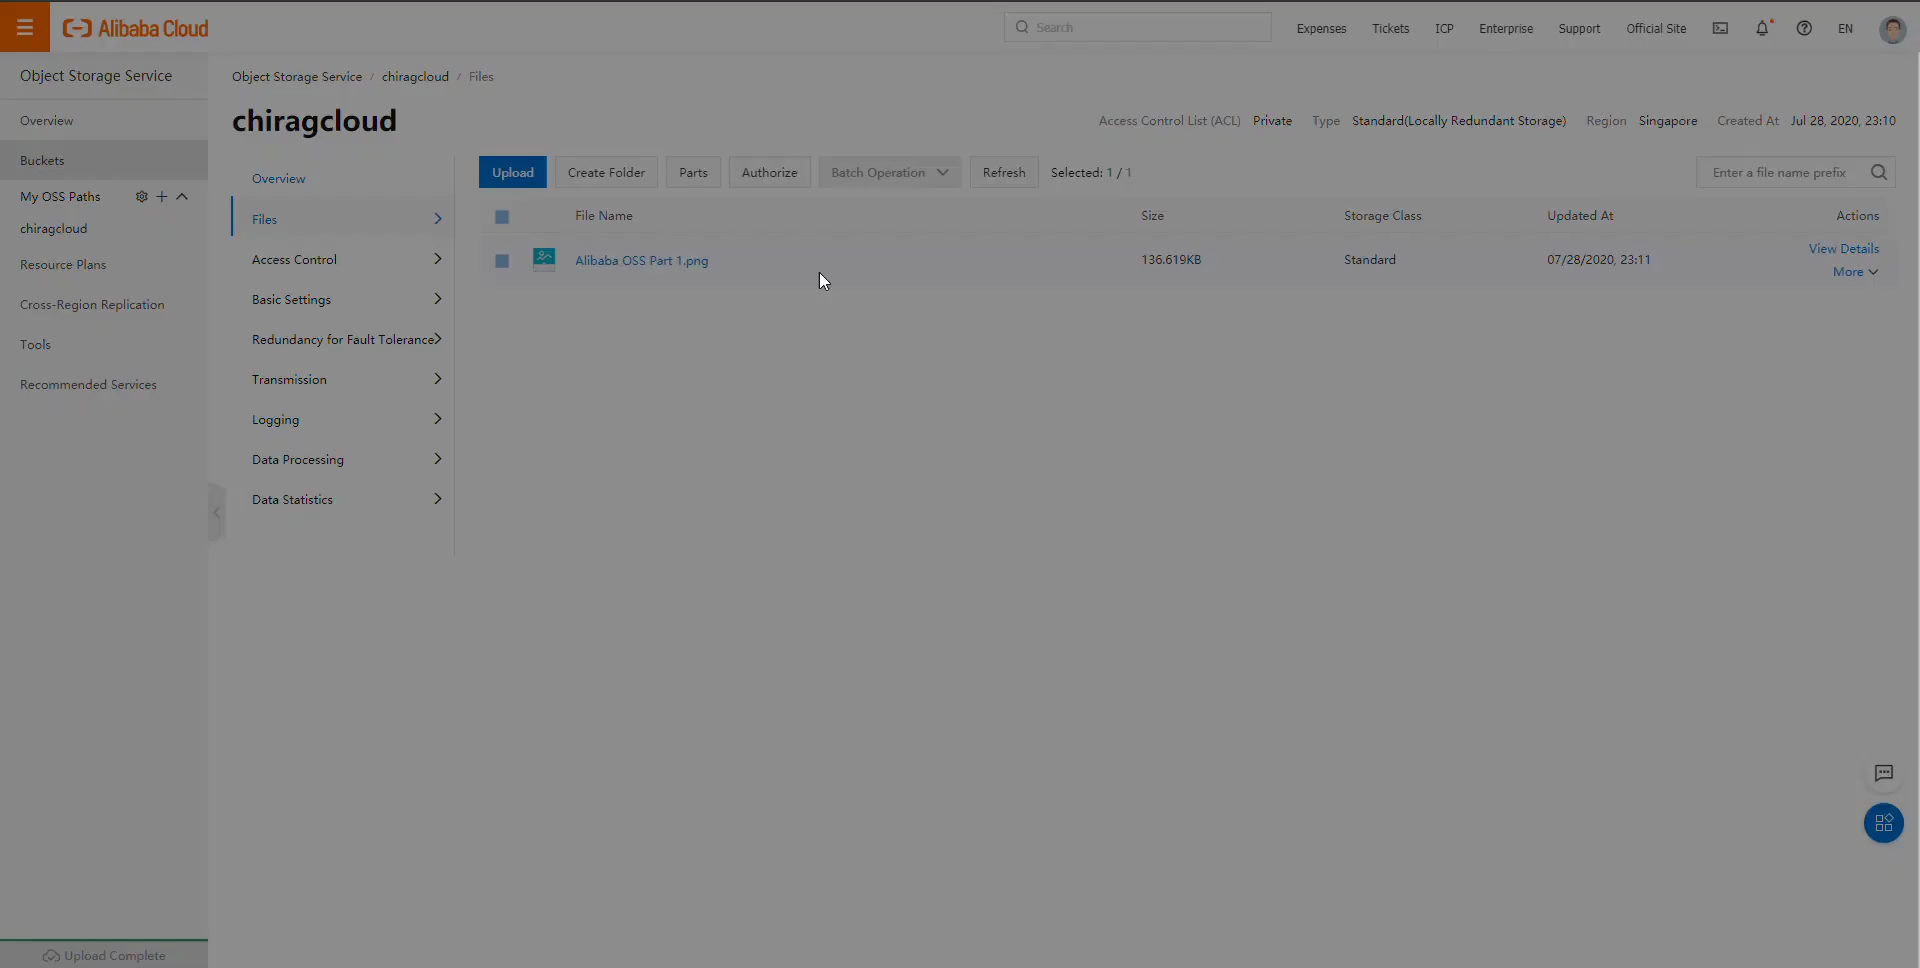 Alibaba Cloud
Search
Expenses Tickets ICP Enterprise Support Official Site EN
Object Storage Service
Overview
Buckets
My OSS Paths
chiragcloud
Resource Plans
Cross-Region Replication
Tools
Recommended Services
Upload Complete
Object Storage Service / chiragcloud / Files
chiragcloud
Access Control List (ACL) Private Type Standard(Locally Redundant Storage) Region Singapore Created At Jul 28, 2020, 23:10
Overview
Files
Access Control
Basic Settings
Redundancy for Fault Tolerance
Transmission
Logging
Data Processing
Data Statistics
Upload Create Folder Parts Authorize Batch Operation Refresh Selected: 1 / 1 Enter a file name prefix
File Name Size Storage Class Updated At Actions
Alibaba OSS Part 1.png 136.619KB Standard 07/28/2020, 23:11 View Details
More